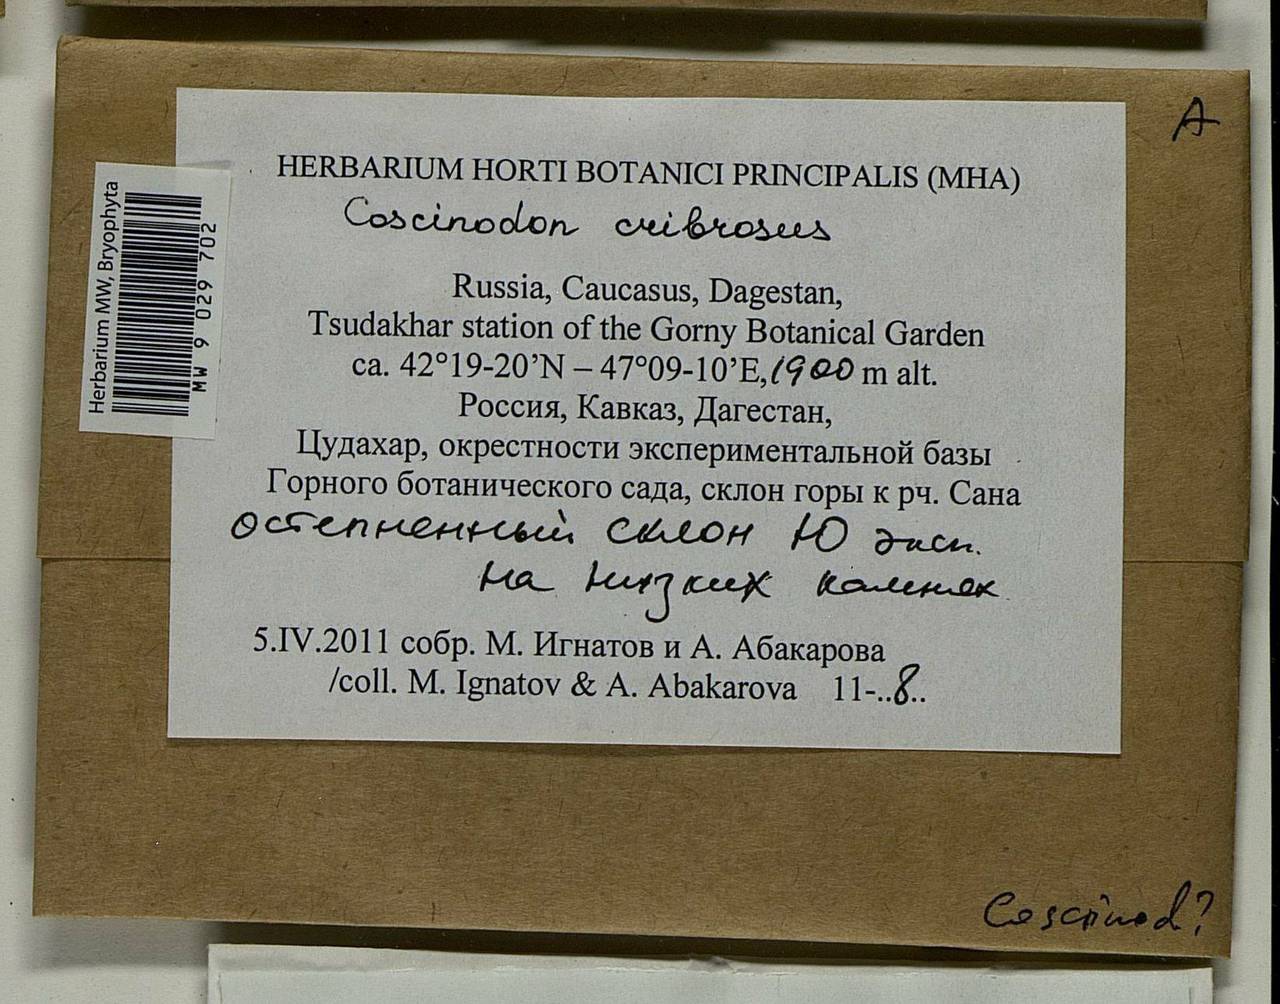 A
HERBARIUM HORTI BOTANICI PRINCIPALIS (MHA)
Coscinodon cribrosus
Russia, Caucasus, Dagestan,
Tsudakhar station of the Gorny Botanical Garden
ca. 42°19-20’N – 47°09-10’E, 1900 m alt.
Россия, Кавказ, Дагестан,
Цудахар, окрестности экспериментальной базы
Горного ботанического сада, склон горы к рч. Сана
остепненный склон Ю эксп.
на низких камнях
5.IV.2011 собр. М. Игнатов и А. Абакарова
/coll. M. Ignatov & A. Abakarova 11-..8..
Herbarium MW, Bryophyta
MW 9 029 702
Coscinod?